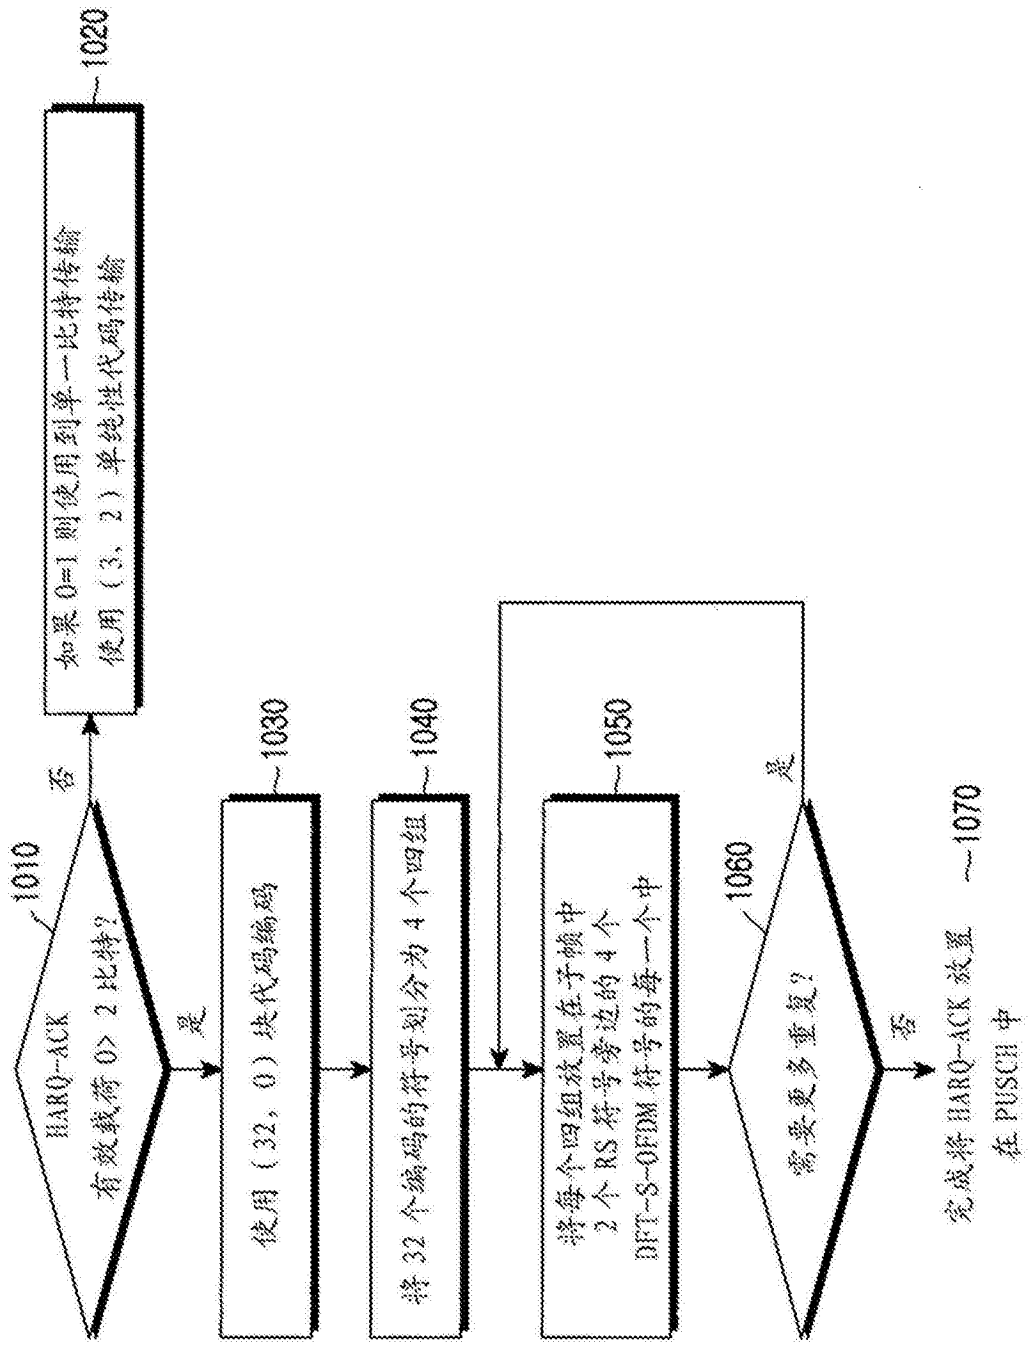 1010
HARQ-ACK
有效载荷 O> 2 比特?
否
1020
如果 O=1 则使用到单一比特传输
使用(3, 2)单纯性代码传输
是
1030
使用(32, O)块代码编码
1040
将 32 个编码的符号划分为 4 个四组
1050
将每个四组放置在子帧中
2 个 RS 符号旁边的 4 个
DFT-S-OFDM 符号的每一个中
1060
需要更多重复?
是
否
完成将 HARQ-ACK 放置
在 PUSCH 中
1070